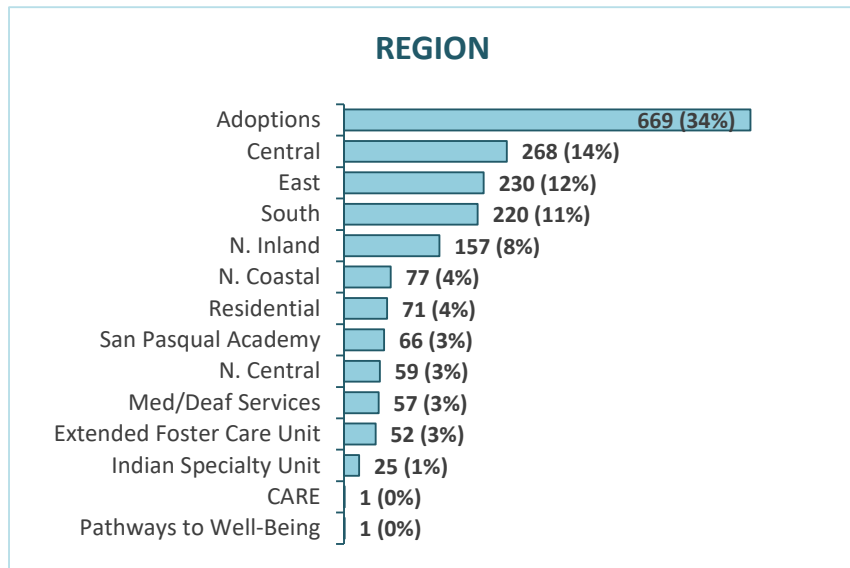 REGION
Adoptions 669 (34%)
Central 268 (14%)
East 230 (12%)
South 220 (11%)
N. Inland 157 (8%)
N. Coastal 77 (4%)
Residential 71 (4%)
San Pasqual Academy 66 (3%)
N. Central 59 (3%)
Med/Deaf Services 57 (3%)
Extended Foster Care Unit 52 (3%)
Indian Specialty Unit 25 (1%)
CARE 1 (0%)
Pathways to Well-Being 1 (0%)